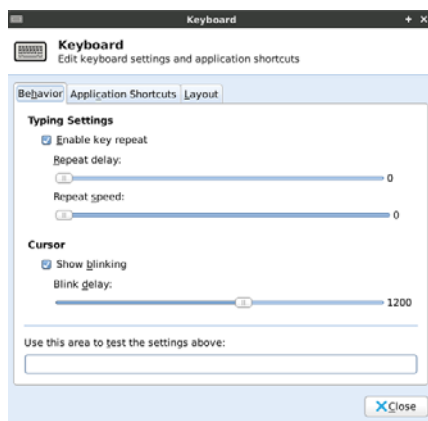 Keyboard
Keyboard
Edit keyboard settings and application shortcuts
Behavior Application Shortcuts Layout
Typing Settings
Enable key repeat
Repeat delay:
0
Repeat speed:
0
Cursor
Show blinking
Blink delay:
1200
Use this area to test the settings above:
Close